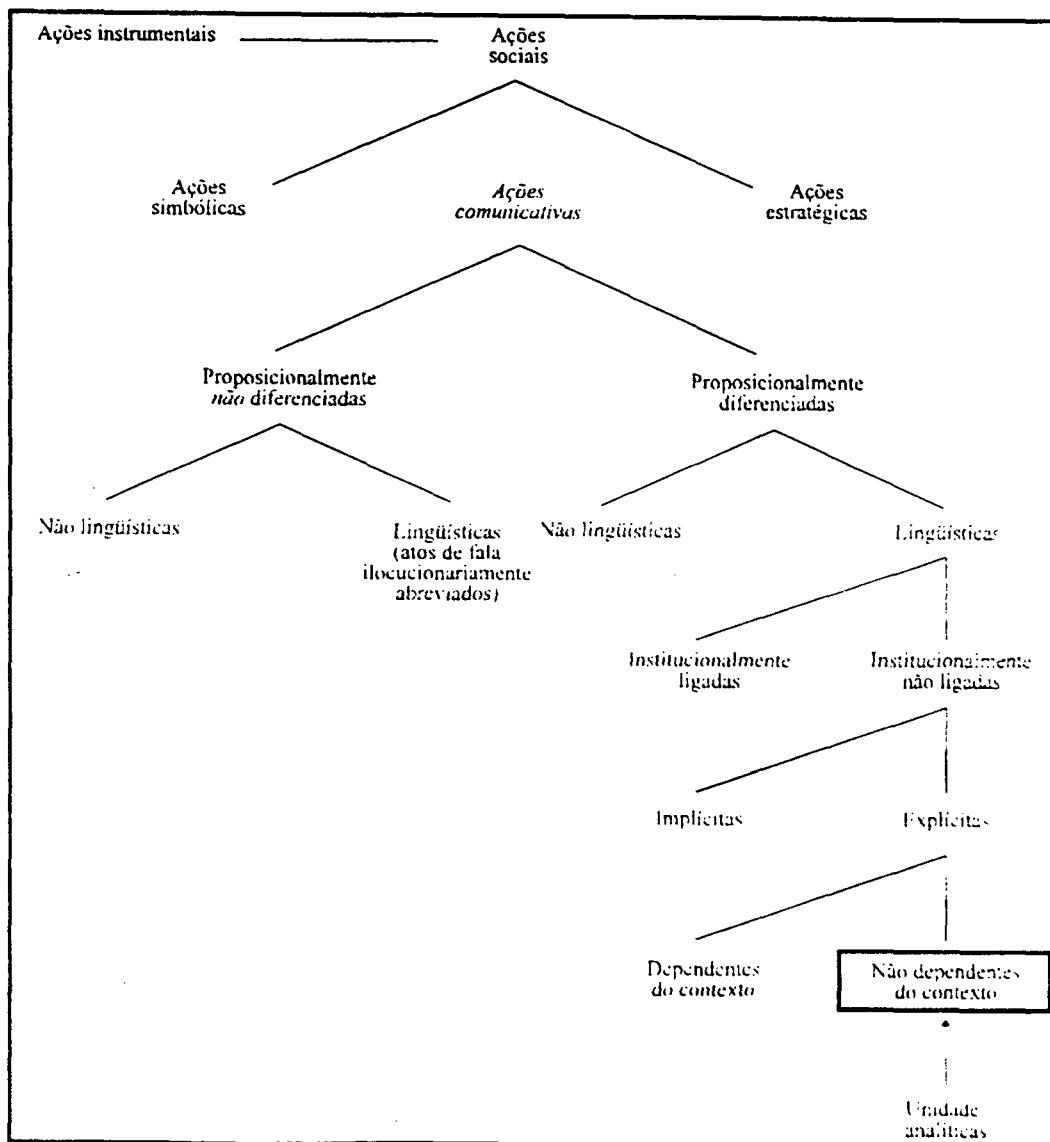 Ações instrumentais
Ações
sociais
Ações
simbólicas
Ações
comunicativas
Ações
estratégicas
Proposicionalmente
não diferenciadas
Proposicionalmente
diferenciadas
Não lingüísticas
Lingüísticas
(atos de fala
ilocucionariamente
abreviados)
Não lingüísticas
Lingüísticas
Institucionalmente
ligadas
Institucionalmente
não ligadas
Implícitas
Explícitas
Dependentes
do contexto
Não dependentes
do contexto
Unidade
analíticas